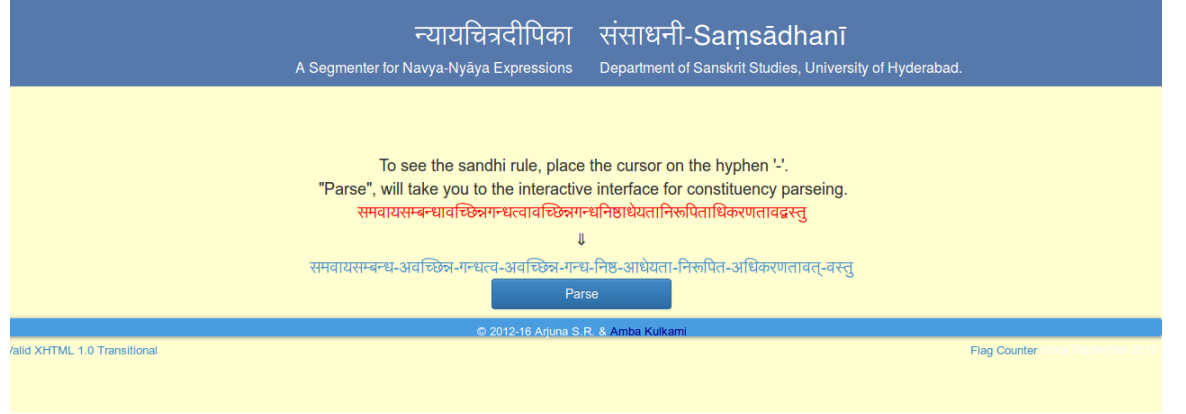 न्यायचित्रदीपिका संसाधनी-Saṃsādhanī
A Segmenter for Navya-Nyāya Expressions Department of Sanskrit Studies, University of Hyderabad.
To see the sandhi rule, place the cursor on the hyphen '-'.
"Parse", will take you to the interactive interface for constituency parseing.
समवायसम्बन्धावच्छिन्नगन्धत्वावच्छिन्नगन्धनिष्ठाधेयतानिरूपिताधिकरणतावद्वस्तु
⇓
समवायसम्बन्ध-अवच्छिन्न-गन्धत्व-अवच्छिन्न-गन्ध-निष्ठ-आधेयता-निरूपित-अधिकरणतावत्-वस्तु
Parse
© 2012-16 Arjuna S.R. & Amba Kulkarni
Valid XHTML 1.0 Transitional Flag Counter